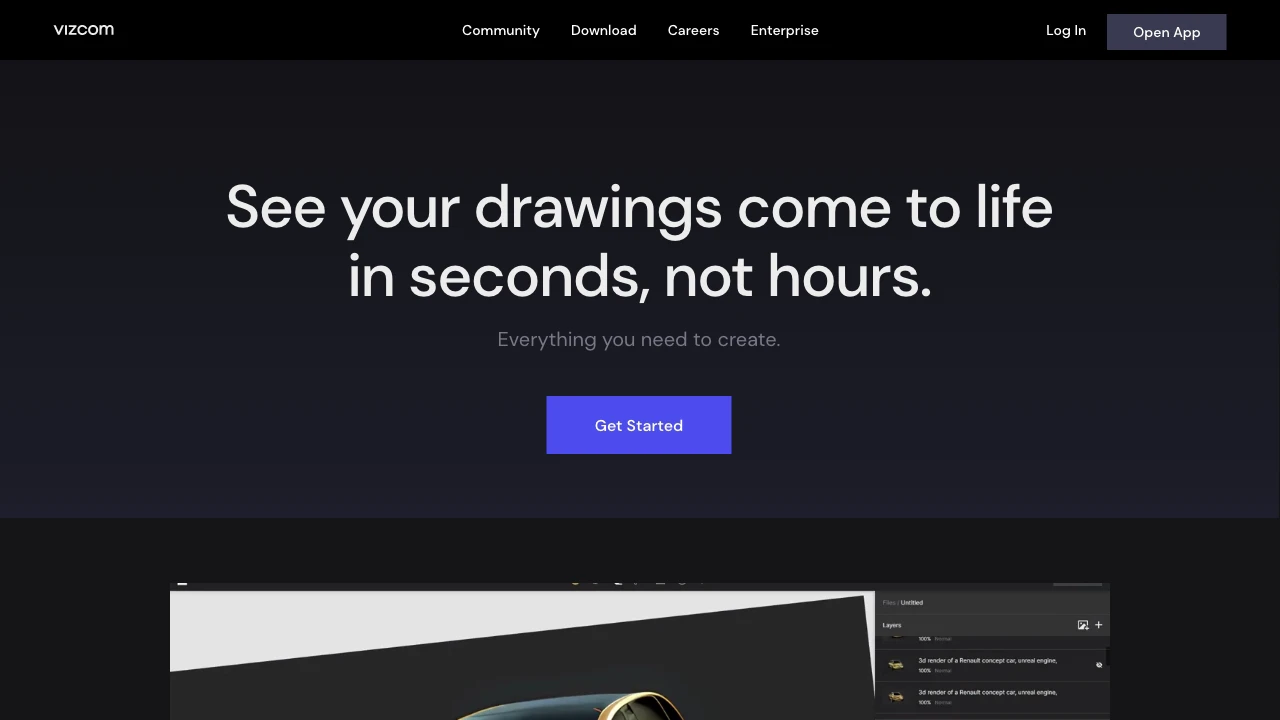 vizcom
Community
Download
Careers
Enterprise
Log In
Open App
See your drawings come to life
in seconds, not hours.
Everything you need to create.
Get Started
Files / Untitled
Layers
100% Normal
3d render of a Renault concept car, unreal engine,
100% Normal
3d render of a Renault concept car, unreal engine,
100% Normal